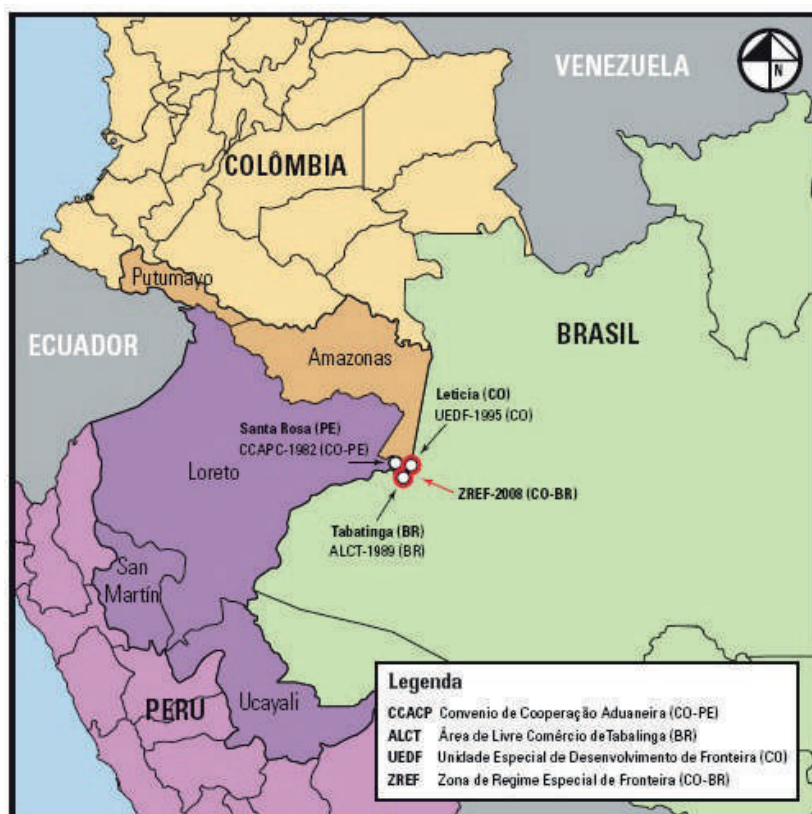 VENEZUELA
N
COLÔMBIA
Putumayo
ECUADOR
BRASIL
Amazonas
Leticia (CO)
UEDF-1995 (CO)
Santa Rosa (PE)
CCAPC-1982 (CO-PE)
Loreto
ZREF-2008 (CO-BR)
Tabatinga (BR)
ALCT-1989 (BR)
San
Martín
Ucayali
PERU
Legenda
CCACP Convenio de Cooperação Aduaneira (CO-PE)
ALCT Área de Livre Comércio deTabalinga (BR)
UEDF Unidade Especial de Desenvolvimento de Fronteira (CO)
ZREF Zona de Regime Especial de Fronteira (CO-BR)